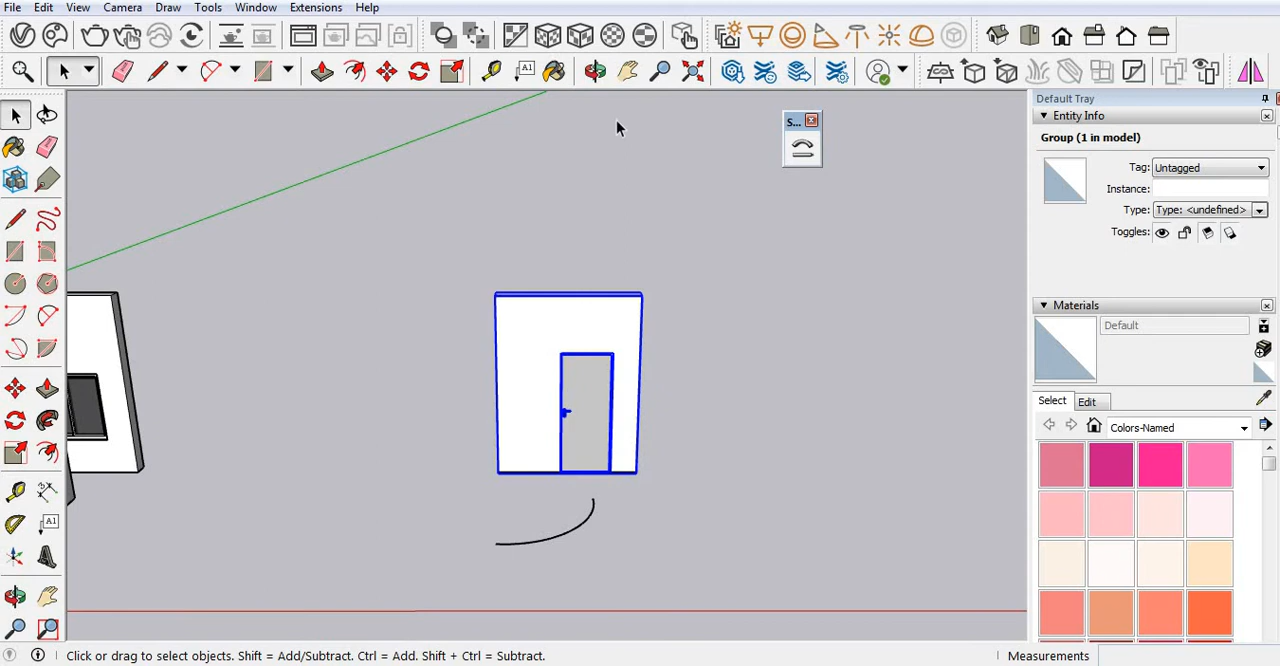 File Edit View Camera Draw Tools Window Extensions Help
A1
S...
Default Tray
Entity Info
Group (1 in model)
Tag: Untagged
Instance:
Type: Type: <undefined>
Toggles:
Materials
Default
Select Edit
Colors-Named
A1
Click or drag to select objects. Shift = Add/Subtract. Ctrl = Add. Shift + Ctrl = Subtract.
Measurements